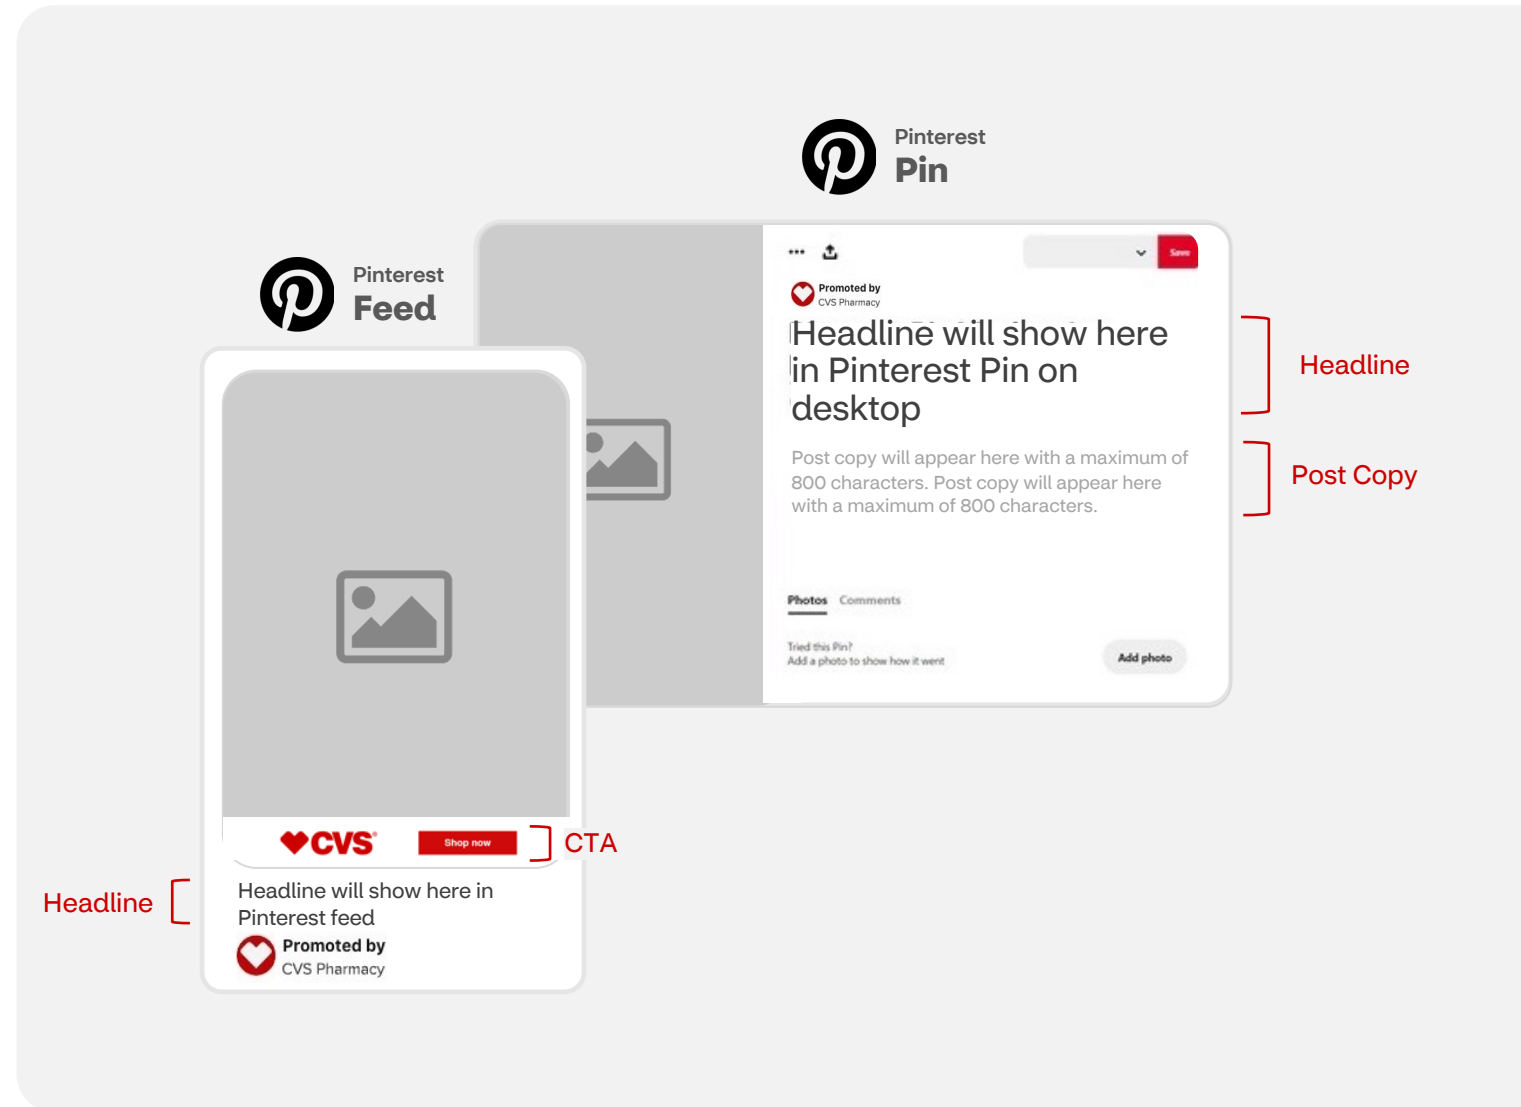 Pinterest
Pin
Pinterest
Feed
Save
Promoted by
CVS Pharmacy
Headline will show here
in Pinterest Pin on
desktop
Headline
Post copy will appear here with a maximum of
800 characters. Post copy will appear here
with a maximum of 800 characters.
Post Copy
Photos Comments
Tried this Pin?
Add a photo to show how it went
Add photo
CVS®
Shop now
CTA
Headline
Headline will show here in
Pinterest feed
Promoted by
CVS Pharmacy